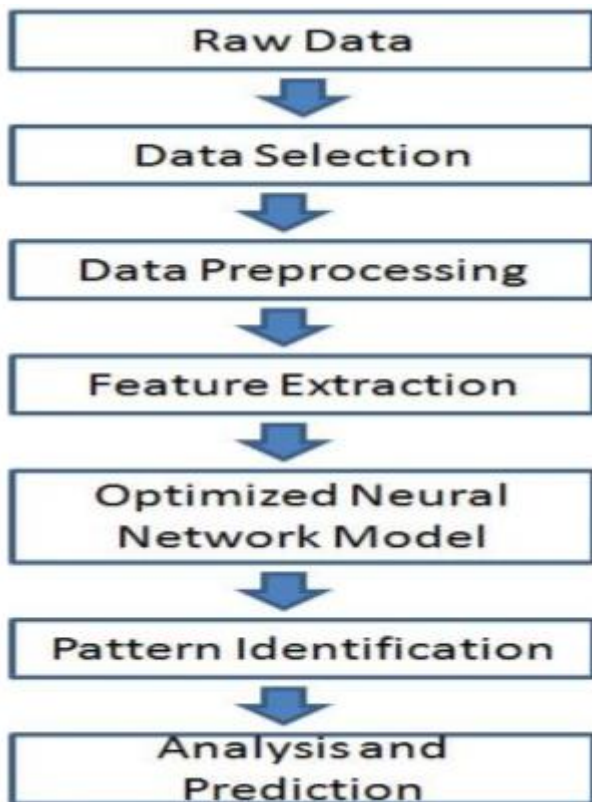 Raw Data
Data Selection
Data Preprocessing
Feature Extraction
Optimized Neural
Network Model
Pattern Identification
Analysis and
Prediction